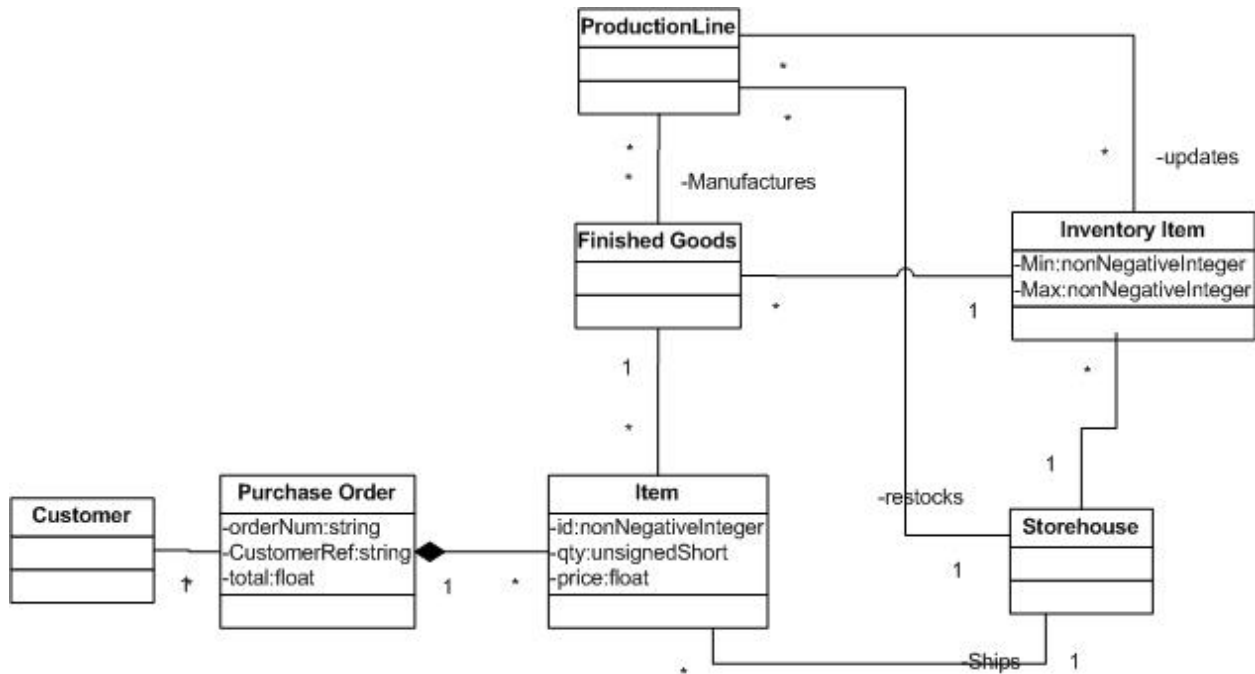 ProductionLine
*
*
*
*
-Manufactures
*
-updates
Finished Goods
Inventory Item
-Min:nonNegativeInteger
-Max:nonNegativeInteger
*
1
1
*
*
1
-restocks
Customer
Purchase Order
-orderNum:string
-CustomerRef:string
-total:float
1
*
Item
-id:nonNegativeInteger
-qty:unsignedShort
-price:float
Storehouse
1
*
-Ships
1